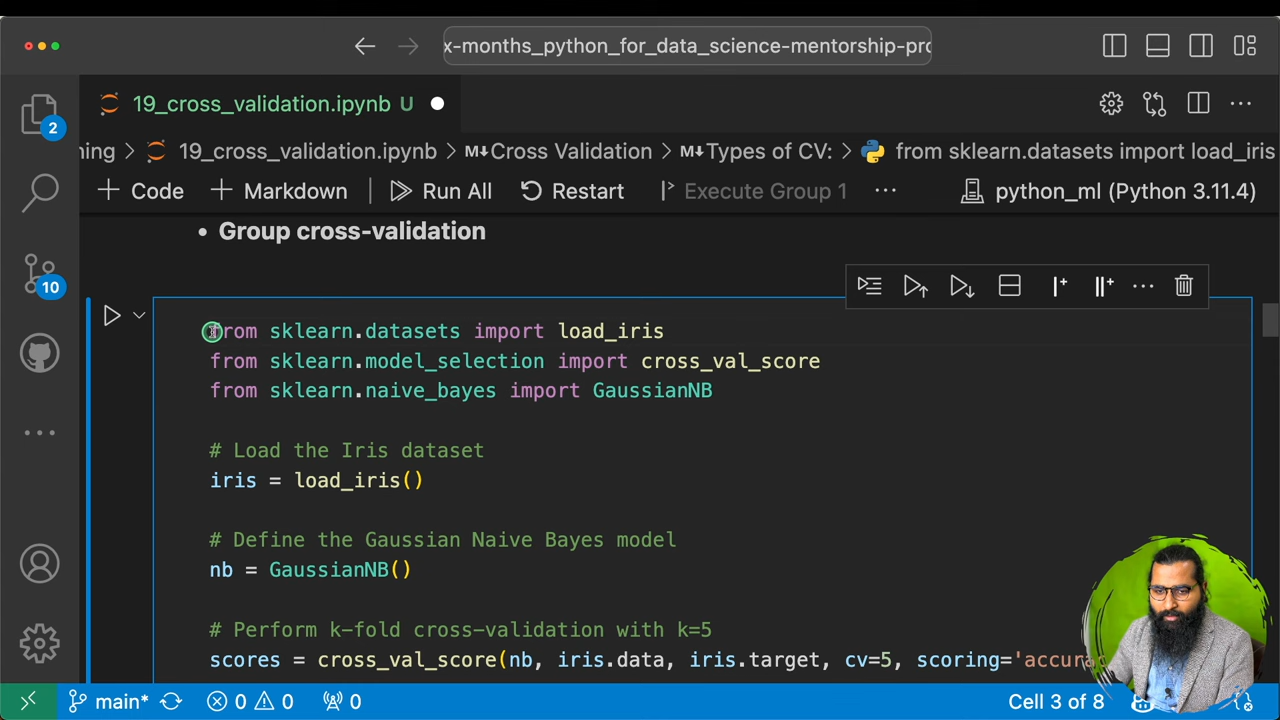 x-months_python_for_data_science-mentorship-pro
19_cross_validation.ipynb U
ning > 19_cross_validation.ipynb > M↓Cross Validation > M↓Types of CV: > from sklearn.datasets import load_iris
+ Code + Markdown | Run All Restart Execute Group 1 ··· python_ml (Python 3.11.4)
2
10
• Group cross-validation
from sklearn.datasets import load_iris
from sklearn.model_selection import cross_val_score
from sklearn.naive_bayes import GaussianNB
# Load the Iris dataset
iris = load_iris()
# Define the Gaussian Naive Bayes model
nb = GaussianNB()
# Perform k-fold cross-validation with k=5
scores = cross_val_score(nb, iris.data, iris.target, cv=5, scoring='accurac
main* 0 0 0 Cell 3 of 8